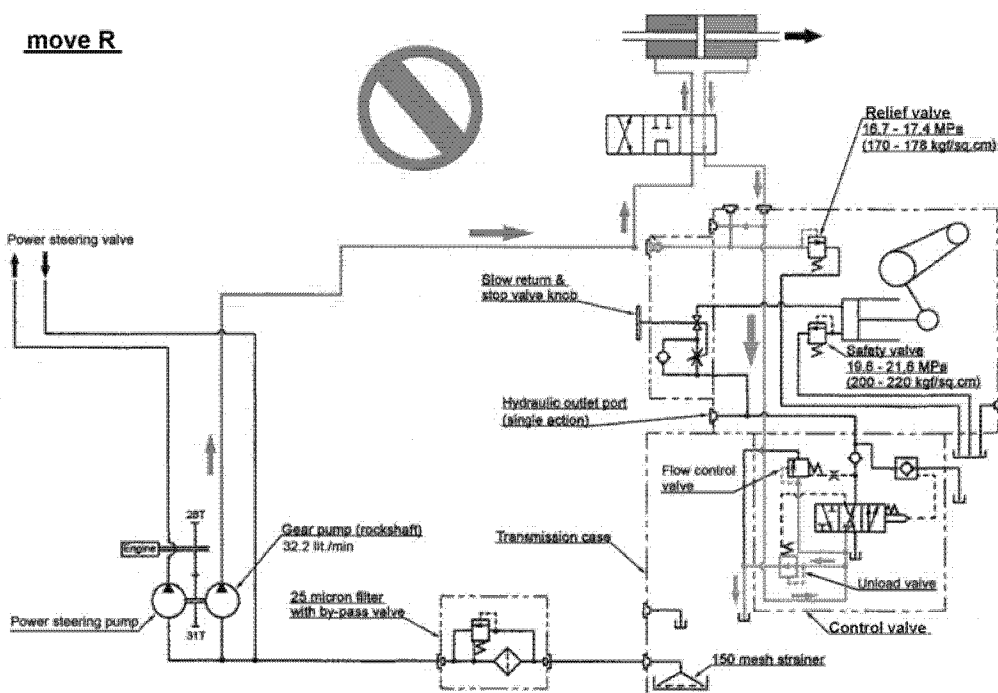 move R
Relief valve
16.7 - 17.4 MPa
(170 - 178 kgf/sq.cm)
Power steering valve
Slow return &
stop valve knob
Safety valve
19.6 - 21.6 MPa
(200 - 220 kgf/sq.cm)
Hydraulic outlet port
(single action)
Flow control
valve
28T
Engine
Gear pump (rockshaft)
32.2 lit./min
Transmission case
Unload valve
25 micron filter
with by-pass valve
Power steering pump
31T
Control valve
150 mesh strainer